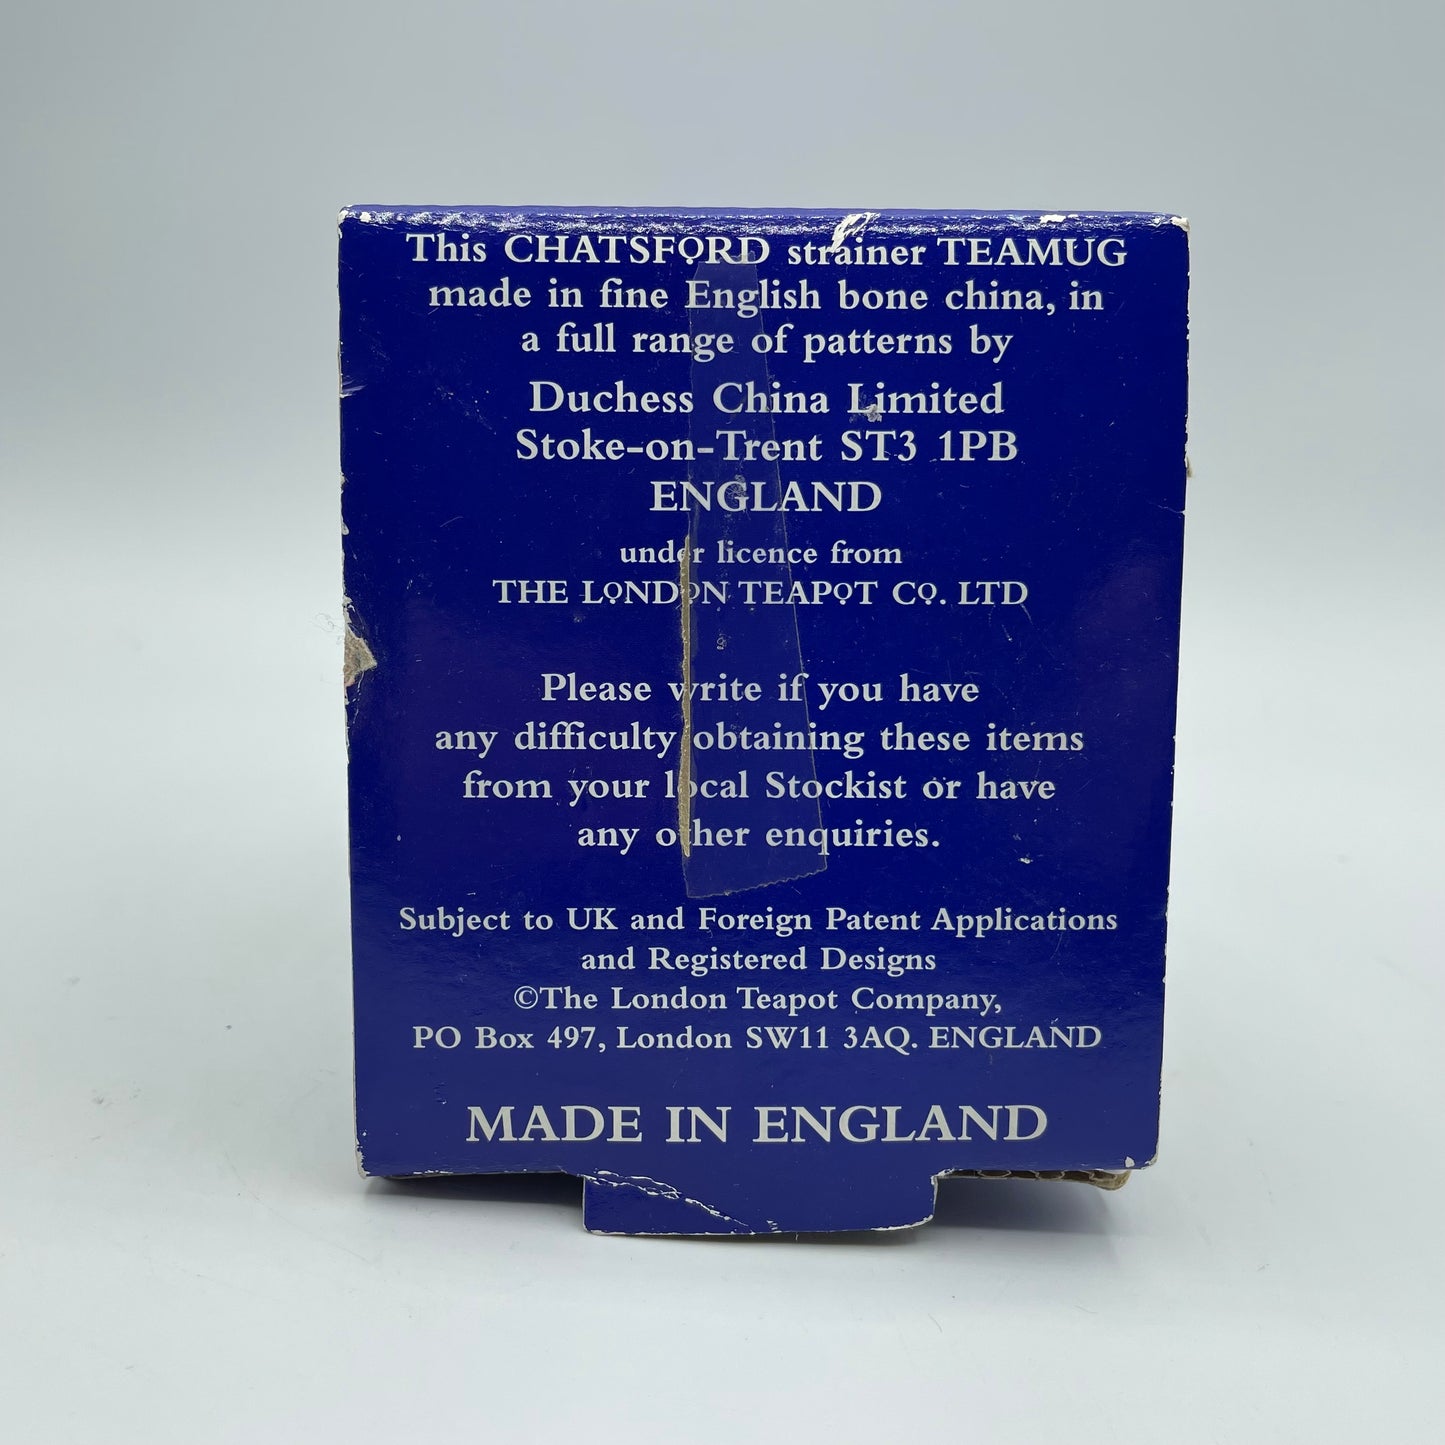 This CHATSFORD strainer TEAMUG
made in fine English bone china, in
a full range of patterns by
Duchess China Limited
Stoke-on-Trent ST3 1PB
ENGLAND
under licence from
THE LONDON TEAPOT CO. LTD
Please write if you have
any difficulty obtaining these items
from your local Stockist or have
any other enquiries.
Subject to UK and Foreign Patent Applications
and Registered Designs
©The London Teapot Company,
PO Box 497, London SW11 3AQ. ENGLAND
MADE IN ENGLAND